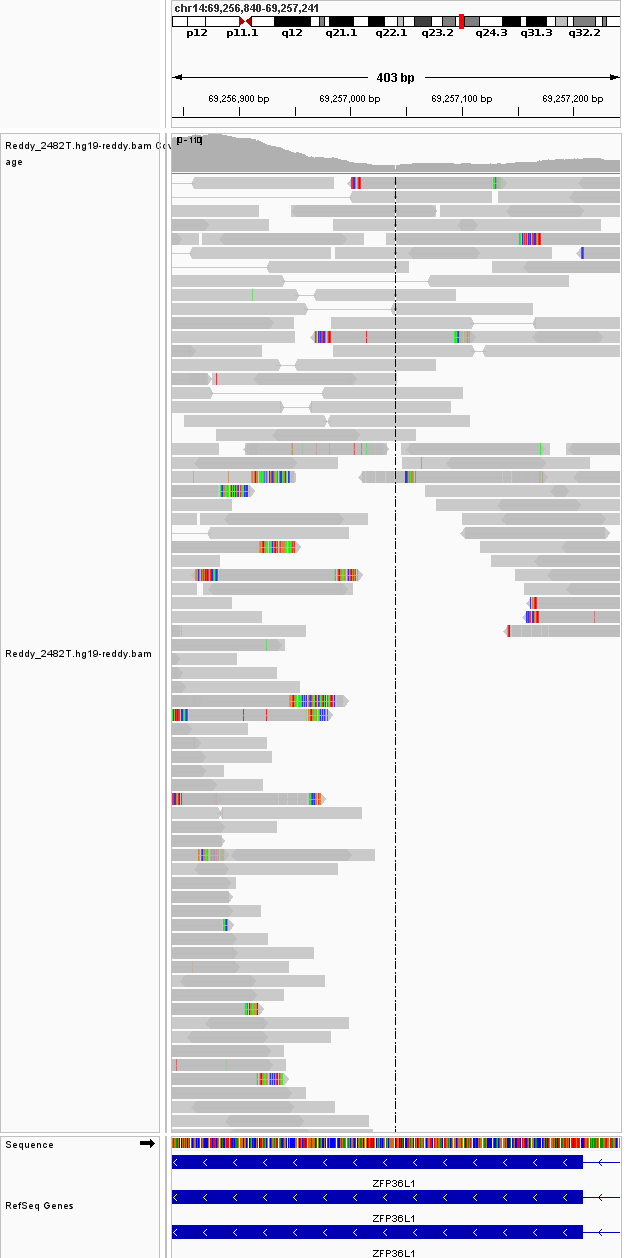 chr14:69,256,840-69,257,241
p12 p11.1 q12 q21.1 q22.1 q23.2 q24.3 q31.3 q32.2
403 bp
69,256,900 bp 69,257,000 bp 69,257,100 bp 69,257,200 bp
[0 - 110]
Reddy_2482T.hg19-reddy.bam Cov
age
Reddy_2482T.hg19-reddy.bam
Sequence
ZFP36L1
RefSeq Genes
ZFP36L1
ZFP36L1